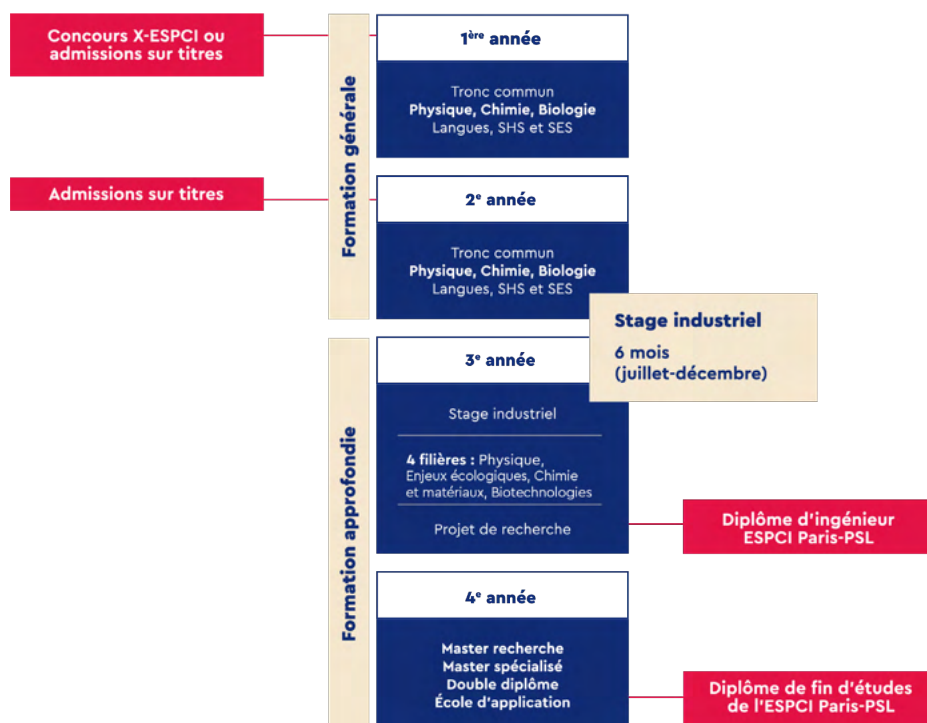 Concours X-ESPCI ou
admissions sur titres
Formation générale
1ère année
Tronc commun
Physique, Chimie, Biologie
Langues, SHS et SES
Admissions sur titres
2e année
Tronc commun
Physique, Chimie, Biologie
Langues, SHS et SES
Stage industriel
6 mois
(juillet-décembre)
Formation approfondie
3e année
Stage industriel
4 filières : Physique,
Enjeux écologiques, Chimie
et matériaux, Biotechnologies
Projet de recherche
Diplôme d'ingénieur
ESPCI Paris-PSL
4e année
Master recherche
Master spécialisé
Double diplôme
École d'application
Diplôme de fin d'études
de l'ESPCI Paris-PSL